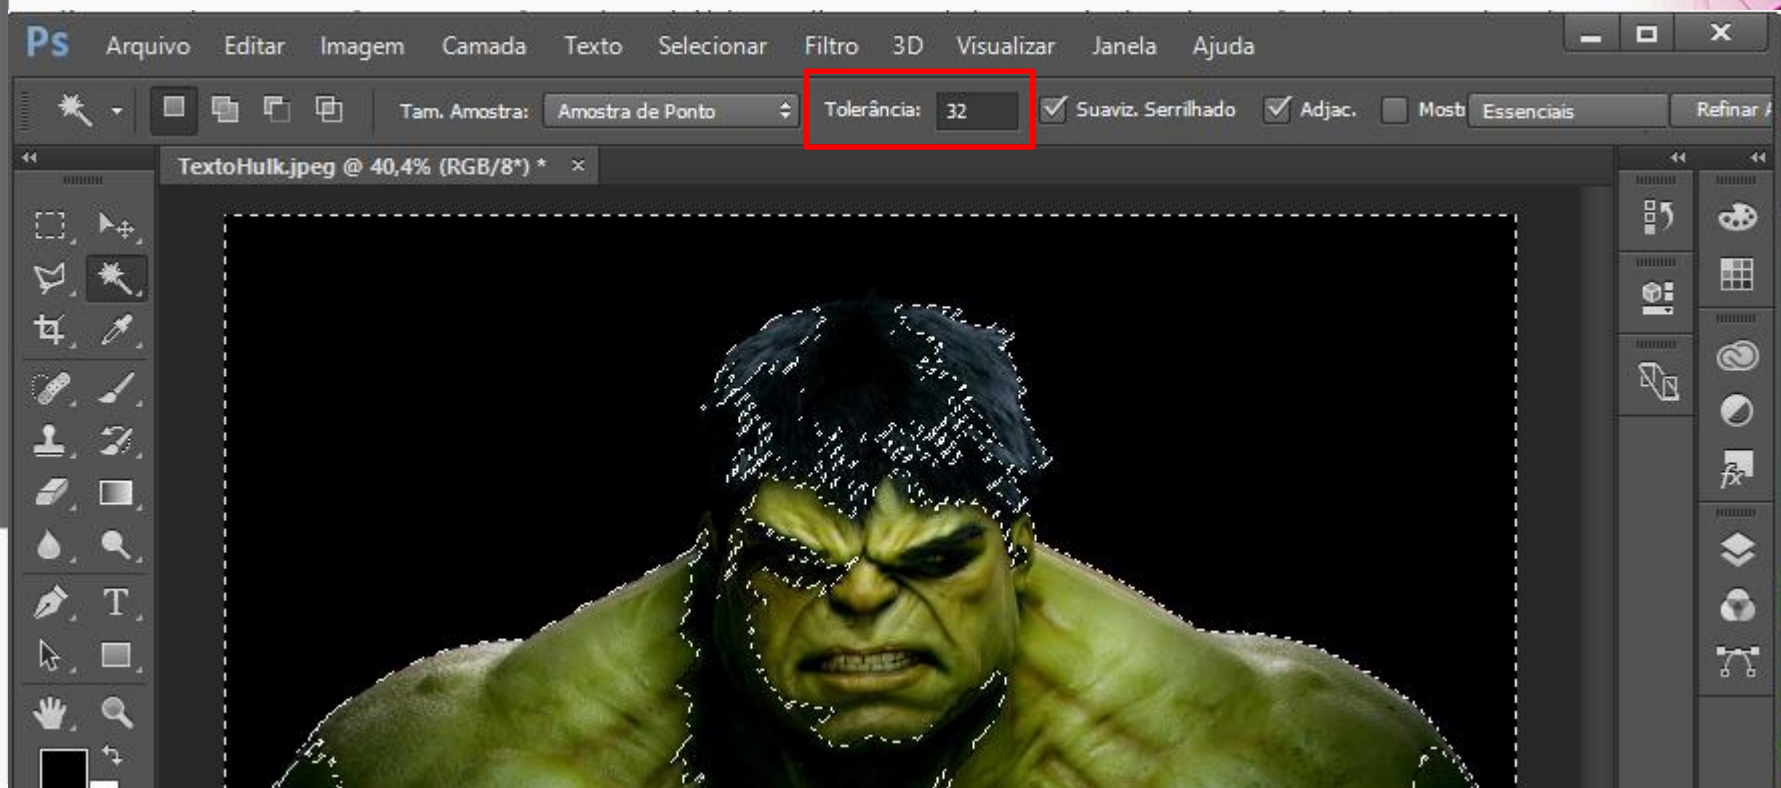 Ps Arquivo Editar Imagem Camada Texto Selecionar Filtro 3D Visualizar Janela Ajuda
Tam. Amostra: Amostra de Ponto Tolerância: 32 Suaviz. Serrilhado Adjac. Most Essenciais Refinar
TextoHulk.jpeg @ 40,4% (RGB/8*) * ×
T
fx